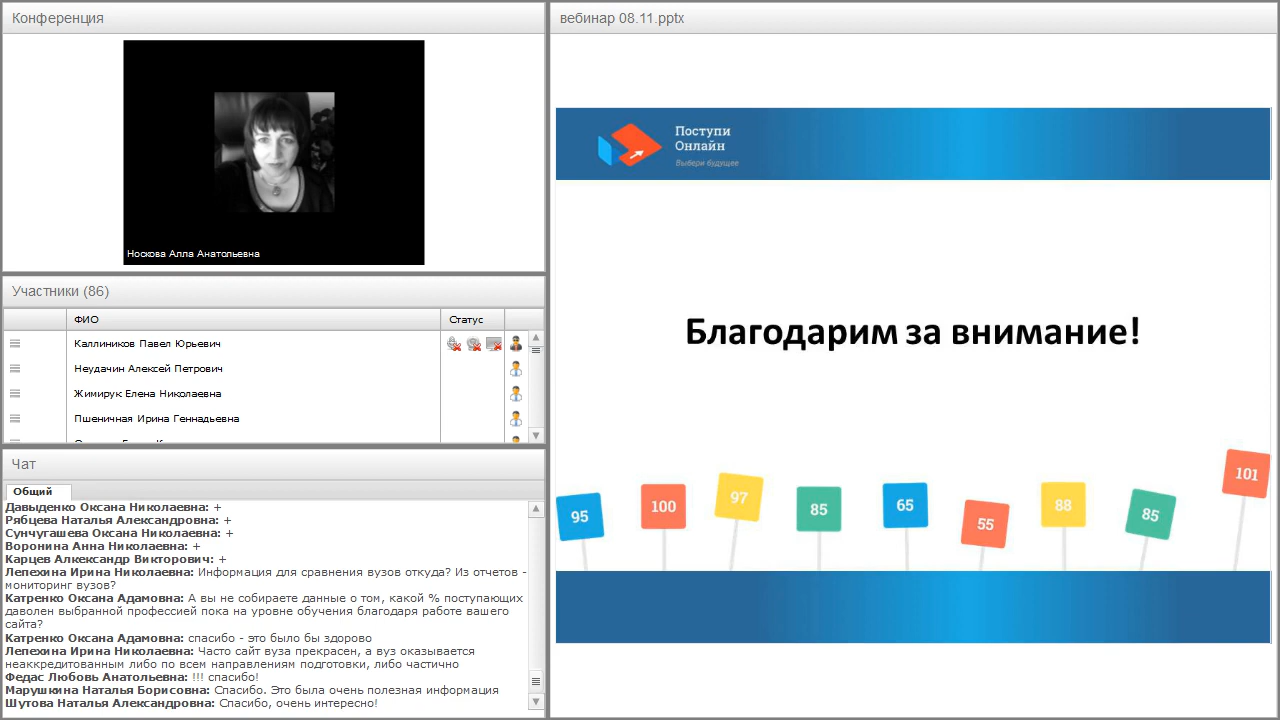 Конференция
Носкова Алла Анатольевна
Участники (86)
ФИО
Статус
Каллиников Павел Юрьевич
Неудачин Алексей Петрович
Жимирук Елена Николаевна
Пшеничная Ирина Геннадьевна
Чат
Общий
Давыденко Оксана Николаевна: +
Рябцева Наталья Александровна: +
Сунчугашева Оксана Николаевна: +
Воронина Анна Николаевна: +
Карцев Алкександр Викторович: +
Лепехина Ирина Николаевна: Информация для сравнения вузов откуда? Из отчетов -
мониторинг вузов?
Катренко Оксана Адамовна: А вы не собираете данные о том, какой % поступающих
даволен выбранной профессией пока на уровне обучения благодаря работе вашего
сайта?
Катренко Оксана Адамовна: спасибо - это было бы здорово
Лепехина Ирина Николаевна: Часто сайт вуза прекрасен, а вуз оказывается
неаккредитованным либо по всем направлениям подготовки, либо частично
Федас Любовь Анатольевна: !!! спасибо!
Марушкина Наталья Борисовна: Спасибо. Это была очень полезная информация
Шутова Наталья Александровна: Спасибо, очень интересно!
вебинар 08.11.pptx
Поступи
Онлайн
Выбери будущее
Благодарим за внимание!
95
100
97
85
65
55
88
85
101